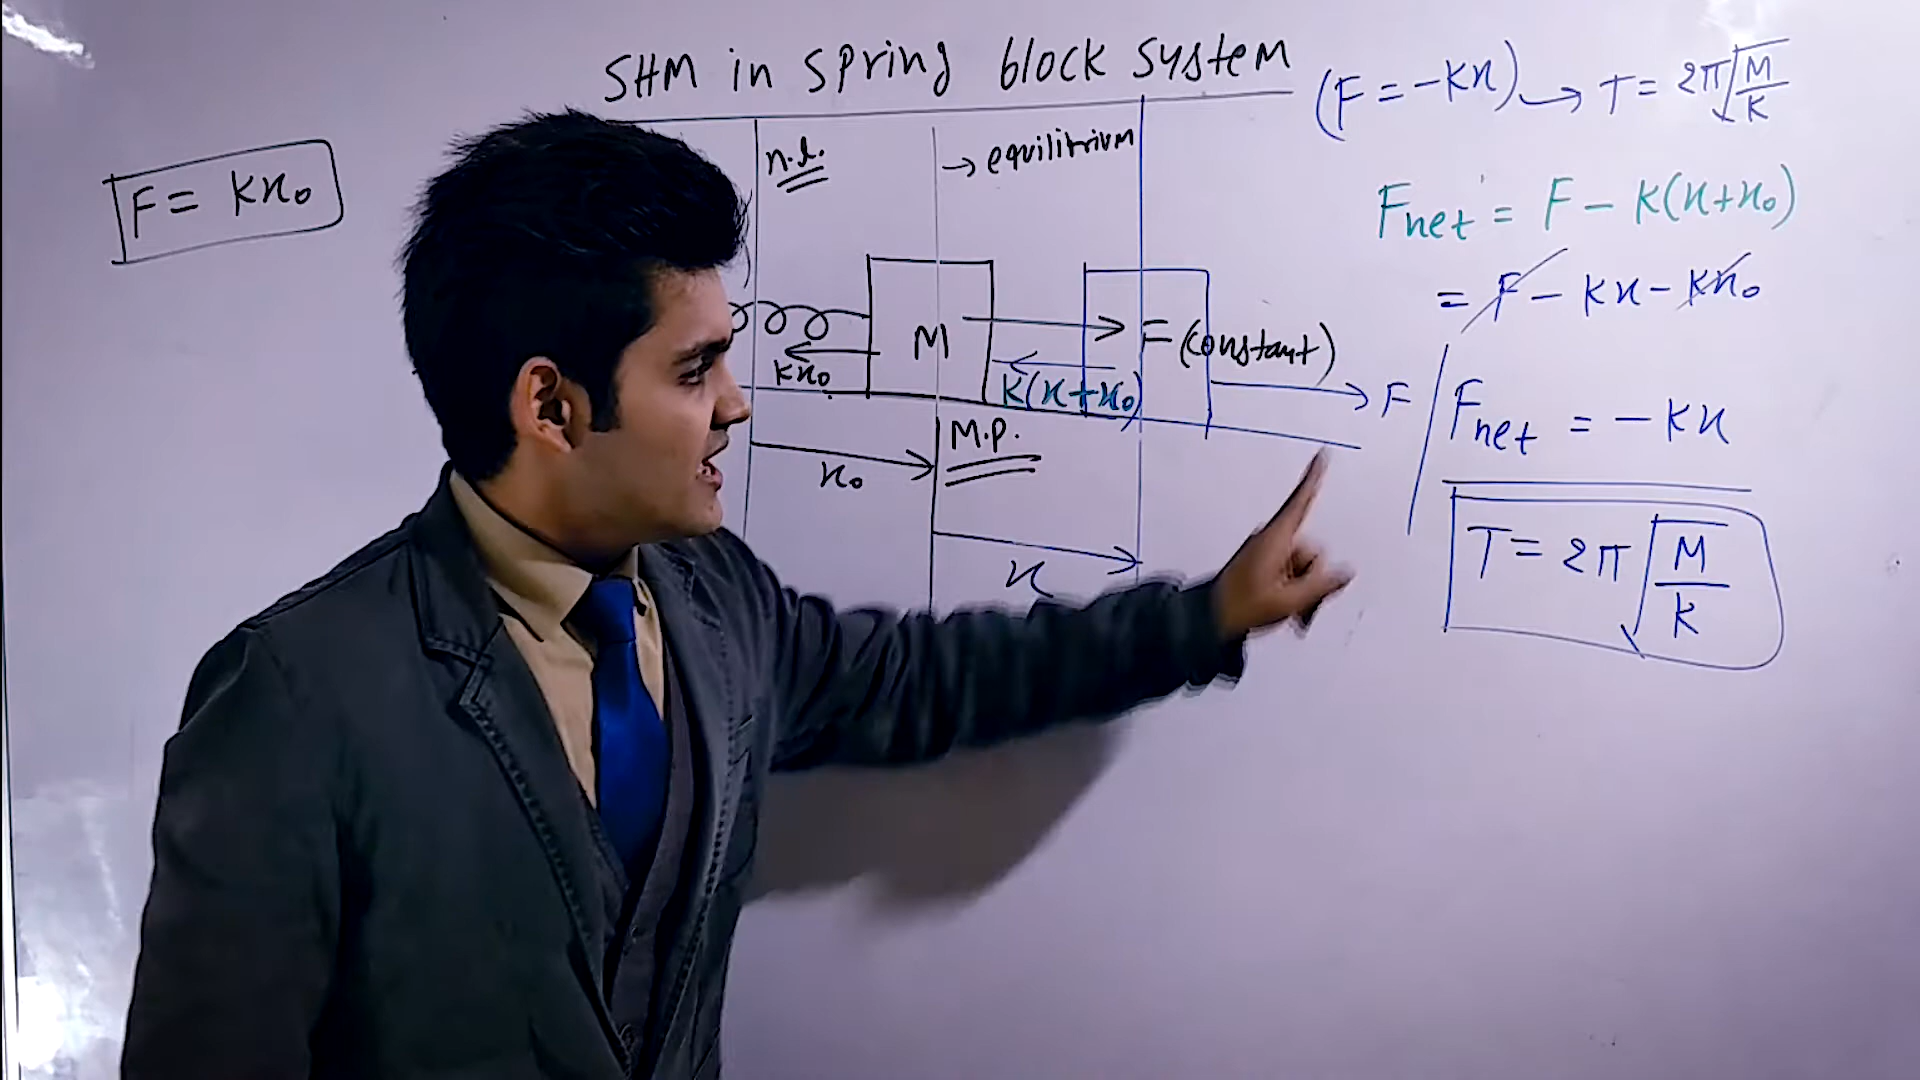 SHM in spring block system
(F = -kx) → T = 2π√(M/K)
F = kx₀
n.l.
→ equilibrium
Fnet = F - K(x+x₀)
= F - Kx - Kx₀
M
F (constant)
kx₀
K(x+x₀)
F
Fnet = -Kx
M.P.
x₀
x
T = 2π√(M/K)